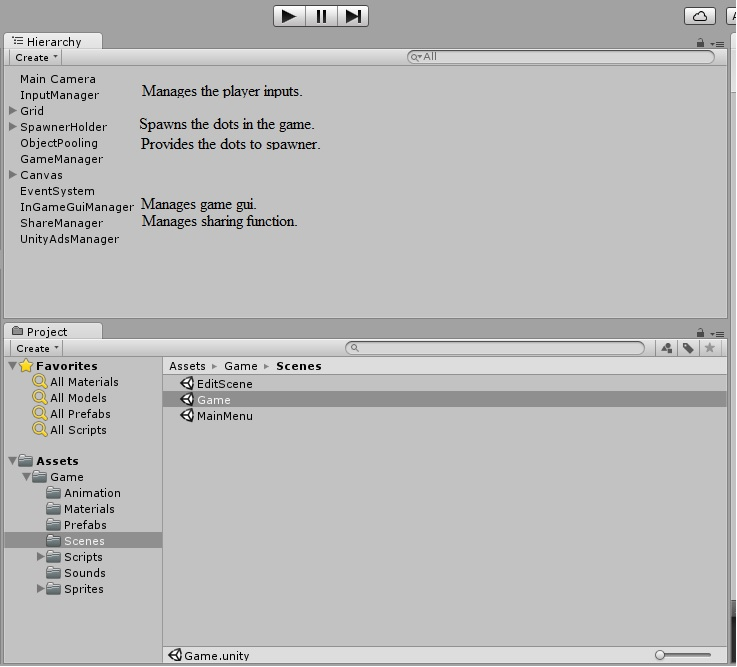 Hierarchy
Create
All
Main Camera
InputManager Manages the player inputs.
Grid
SpawnerHolder Spawns the dots in the game.
ObjectPooling Provides the dots to spawner.
GameManager
Canvas
EventSystem
InGameGuiManager Manages game gui.
ShareManager Manages sharing function.
UnityAdsManager
Project
Create
Favorites
All Materials
All Models
All Prefabs
All Scripts
Assets
Game
Animation
Materials
Prefabs
Scenes
Scripts
Sounds
Sprites
Assets Game Scenes
EditScene
Game
MainMenu
Game.unity